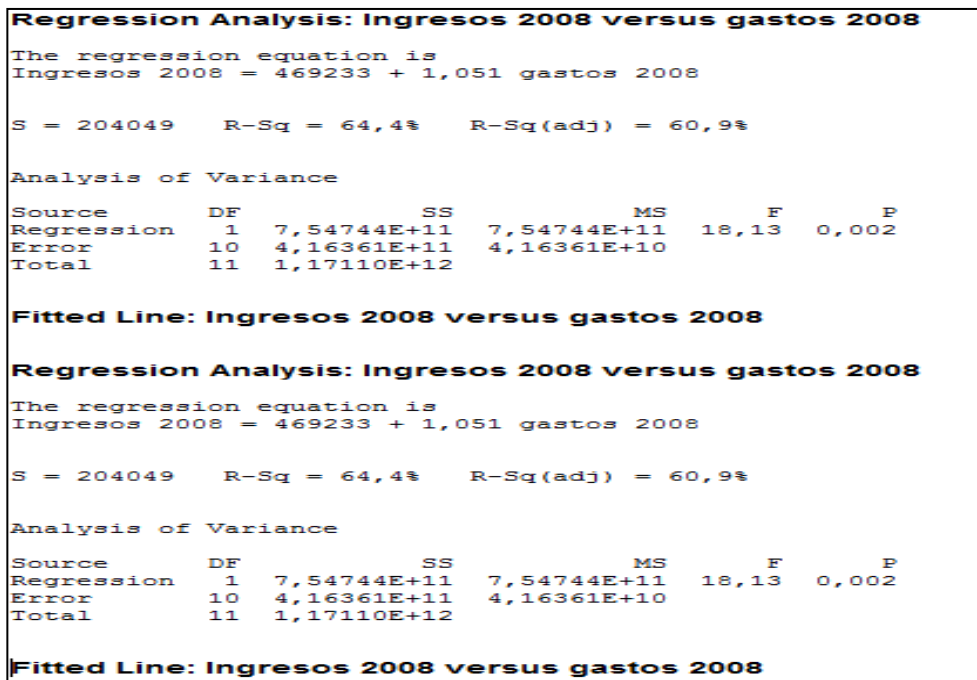 Regression Analysis: Ingresos 2008 versus gastos 2008
The regression equation is
Ingresos 2008 = 469233 + 1,051 gastos 2008
S = 204049 R-Sq = 64,4% R-Sq(adj) = 60,9%
Analysis of Variance
Source DF SS MS F P
Regression 1 7,54744E+11 7,54744E+11 18,13 0,002
Error 10 4,16361E+11 4,16361E+10
Total 11 1,17110E+12
Fitted Line: Ingresos 2008 versus gastos 2008
Regression Analysis: Ingresos 2008 versus gastos 2008
The regression equation is
Ingresos 2008 = 469233 + 1,051 gastos 2008
S = 204049 R-Sq = 64,4% R-Sq(adj) = 60,9%
Analysis of Variance
Source DF SS MS F P
Regression 1 7,54744E+11 7,54744E+11 18,13 0,002
Error 10 4,16361E+11 4,16361E+10
Total 11 1,17110E+12
Fitted Line: Ingresos 2008 versus gastos 2008